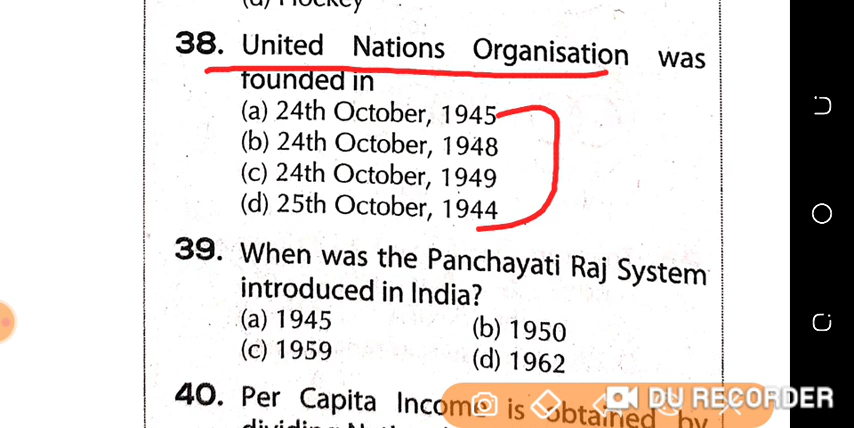 (d) Hockey
38. United Nations Organisation was
founded in
(a) 24th October, 1945
(b) 24th October, 1948
(c) 24th October, 1949
(d) 25th October, 1944
39. When was the Panchayati Raj System
introduced in India?
(a) 1945 (b) 1950
(c) 1959 (d) 1962
40. Per Capita Income is obtained by
dividing
DU RECORDER